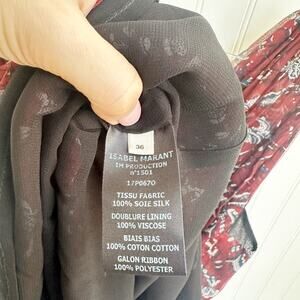 36
ISABEL MARANT
IM PRODUCTION
n°1501
17P0670
TISSU FABRIC
100% SOIE SILK
DOUBLURE LINING
100% VISCOSE
BIAIS BIAS
100% COTON COTTON
GALON RIBBON
100% POLYESTER